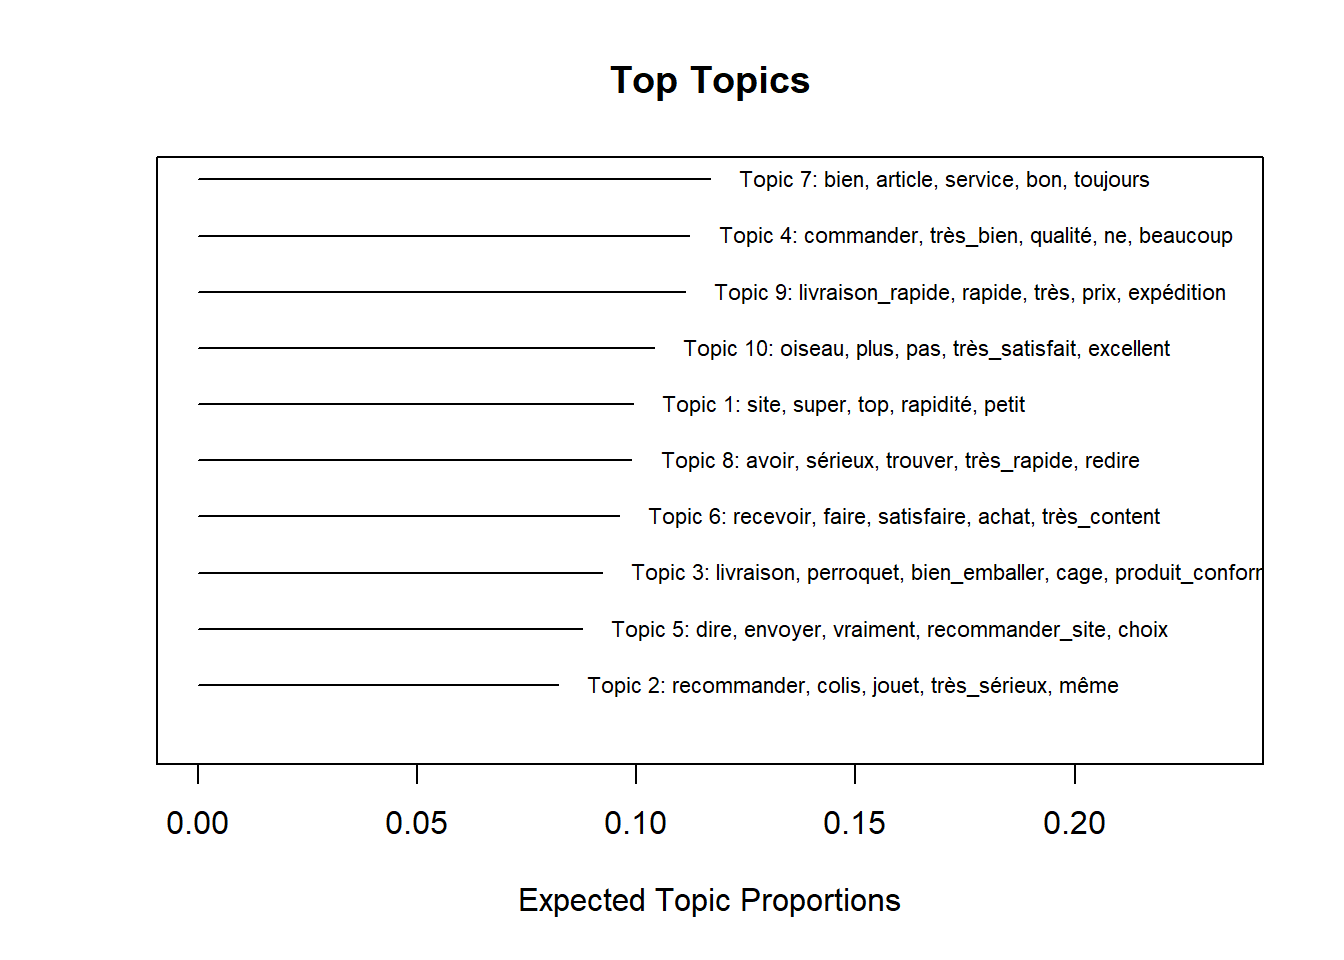 Top Topics
Topic 7: bien, article, service, bon, toujours
Topic 4: commander, très_bien, qualité, ne, beaucoup
Topic 9: livraison_rapide, rapide, très, prix, expédition
Topic 10: oiseau, plus, pas, très_satisfait, excellent
Topic 1: site, super, top, rapidité, petit
Topic 8: avoir, sérieux, trouver, très_rapide, redire
Topic 6: recevoir, faire, satisfaire, achat, très_content
Topic 3: livraison, perroquet, bien_emballer, cage,
Topic 5: dire, envoyer, vraiment, recommander_site, choix
Topic 2: recommander, colis, jouet, très_sérieux, même
0.00 0.05 0.10 0.15 0.20
Expected Topic Proportions